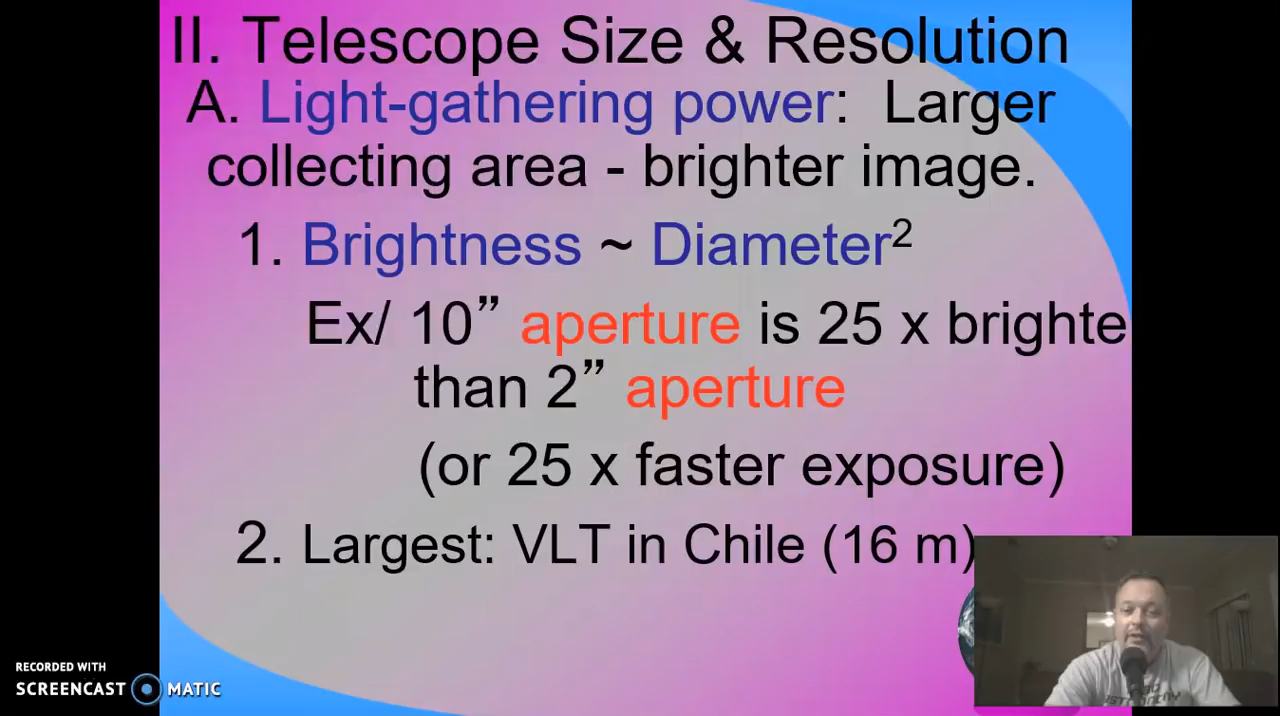 II. Telescope Size & Resolution
A. Light-gathering power: Larger
collecting area - brighter image.
1. Brightness ~ Diameter²
Ex/ 10” aperture is 25 x brighte
than 2” aperture
(or 25 x faster exposure)
2. Largest: VLT in Chile (16 m)
RECORDED WITH
SCREENCAST MATIC